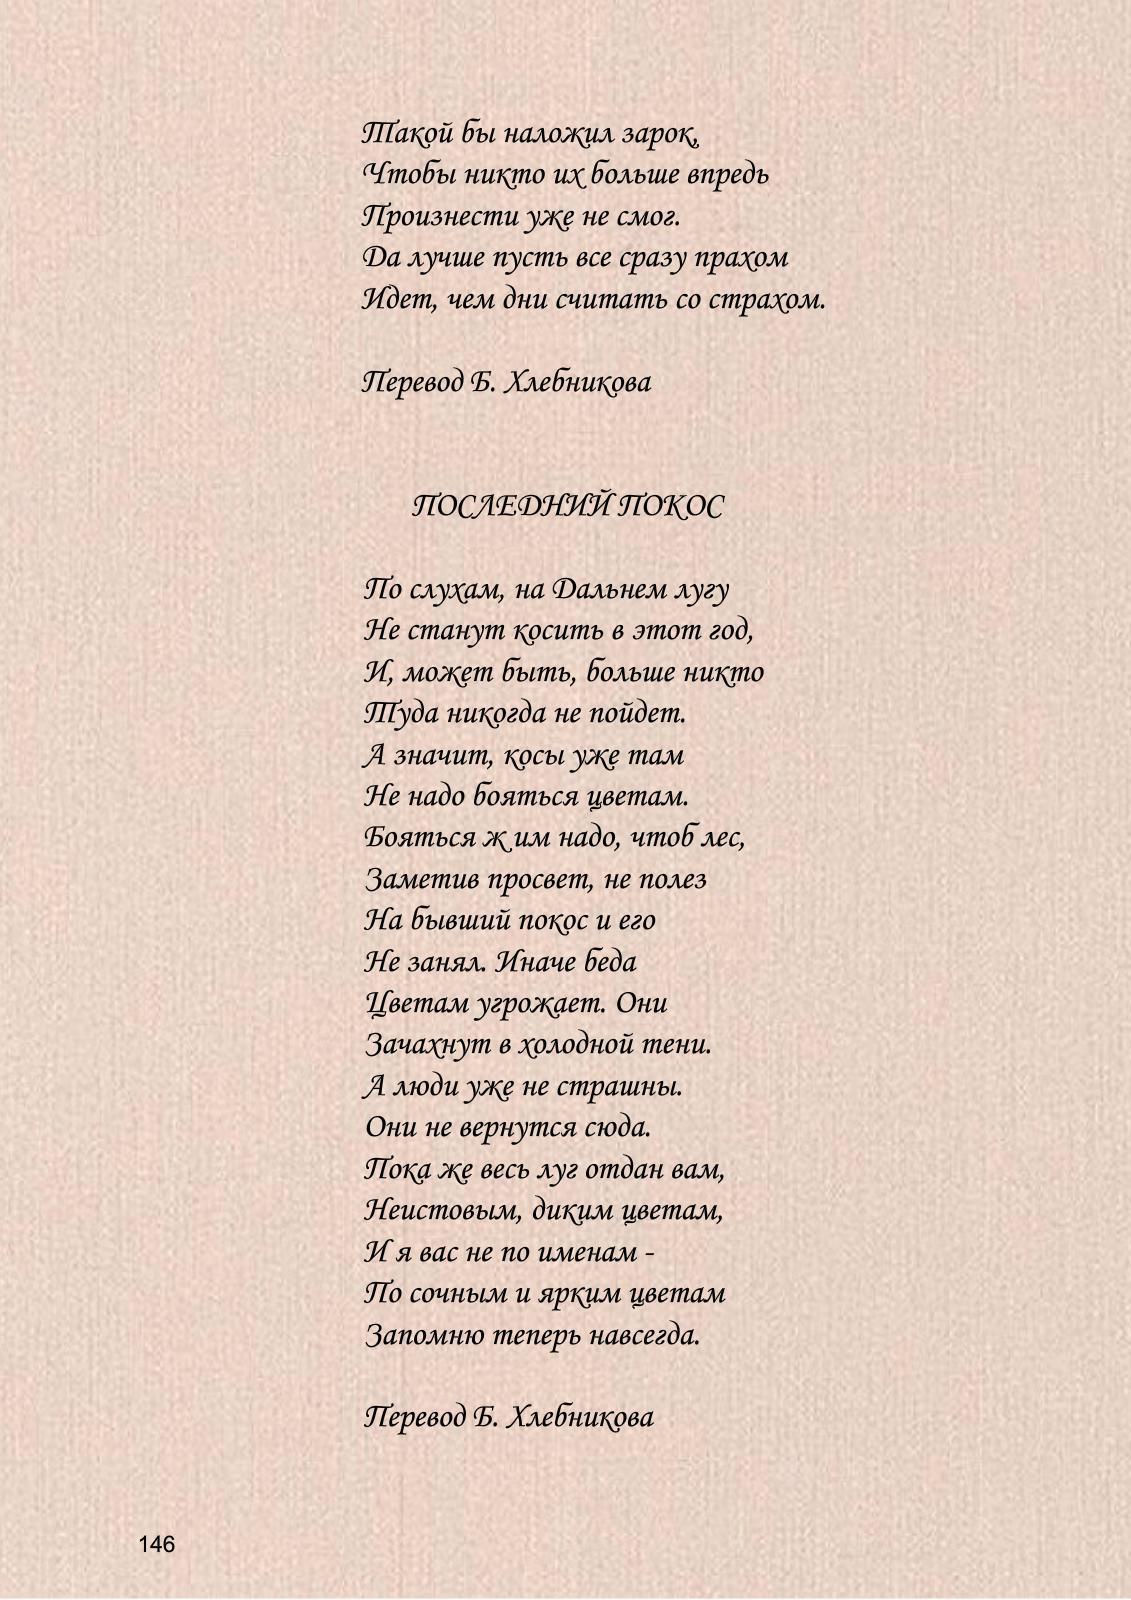 Такой бы наложил зарок,
Чтобы никто их больше впредь
Произнести уже не смог.
Да лучше пусть все сразу прахом
Идет, чем дни считать со страхом.
Перевод Б. Хлебникова
ПОСЛЕДНИЙ ПОКОС
По слухам, на Дальнем лугу
Не станут косить в этот год,
И, может быть, больше никто
Туда никогда не пойдет.
А значит, косы уже там
Не надо бояться цветам.
Бояться ж им надо, чтоб лес,
Заметив просвет, не полез
На бывший покос и его
Не занял. Иначе беда
Цветам угрожает. Они
Зачахнут в холодной тени.
А люди уже не страшны.
Они не вернутся сюда.
Пока же весь луг отдан вам,
Неистовым, диким цветам,
И я вас не по именам -
По сочным и ярким цветам
Запомню теперь навсегда.
Перевод Б. Хлебникова
146